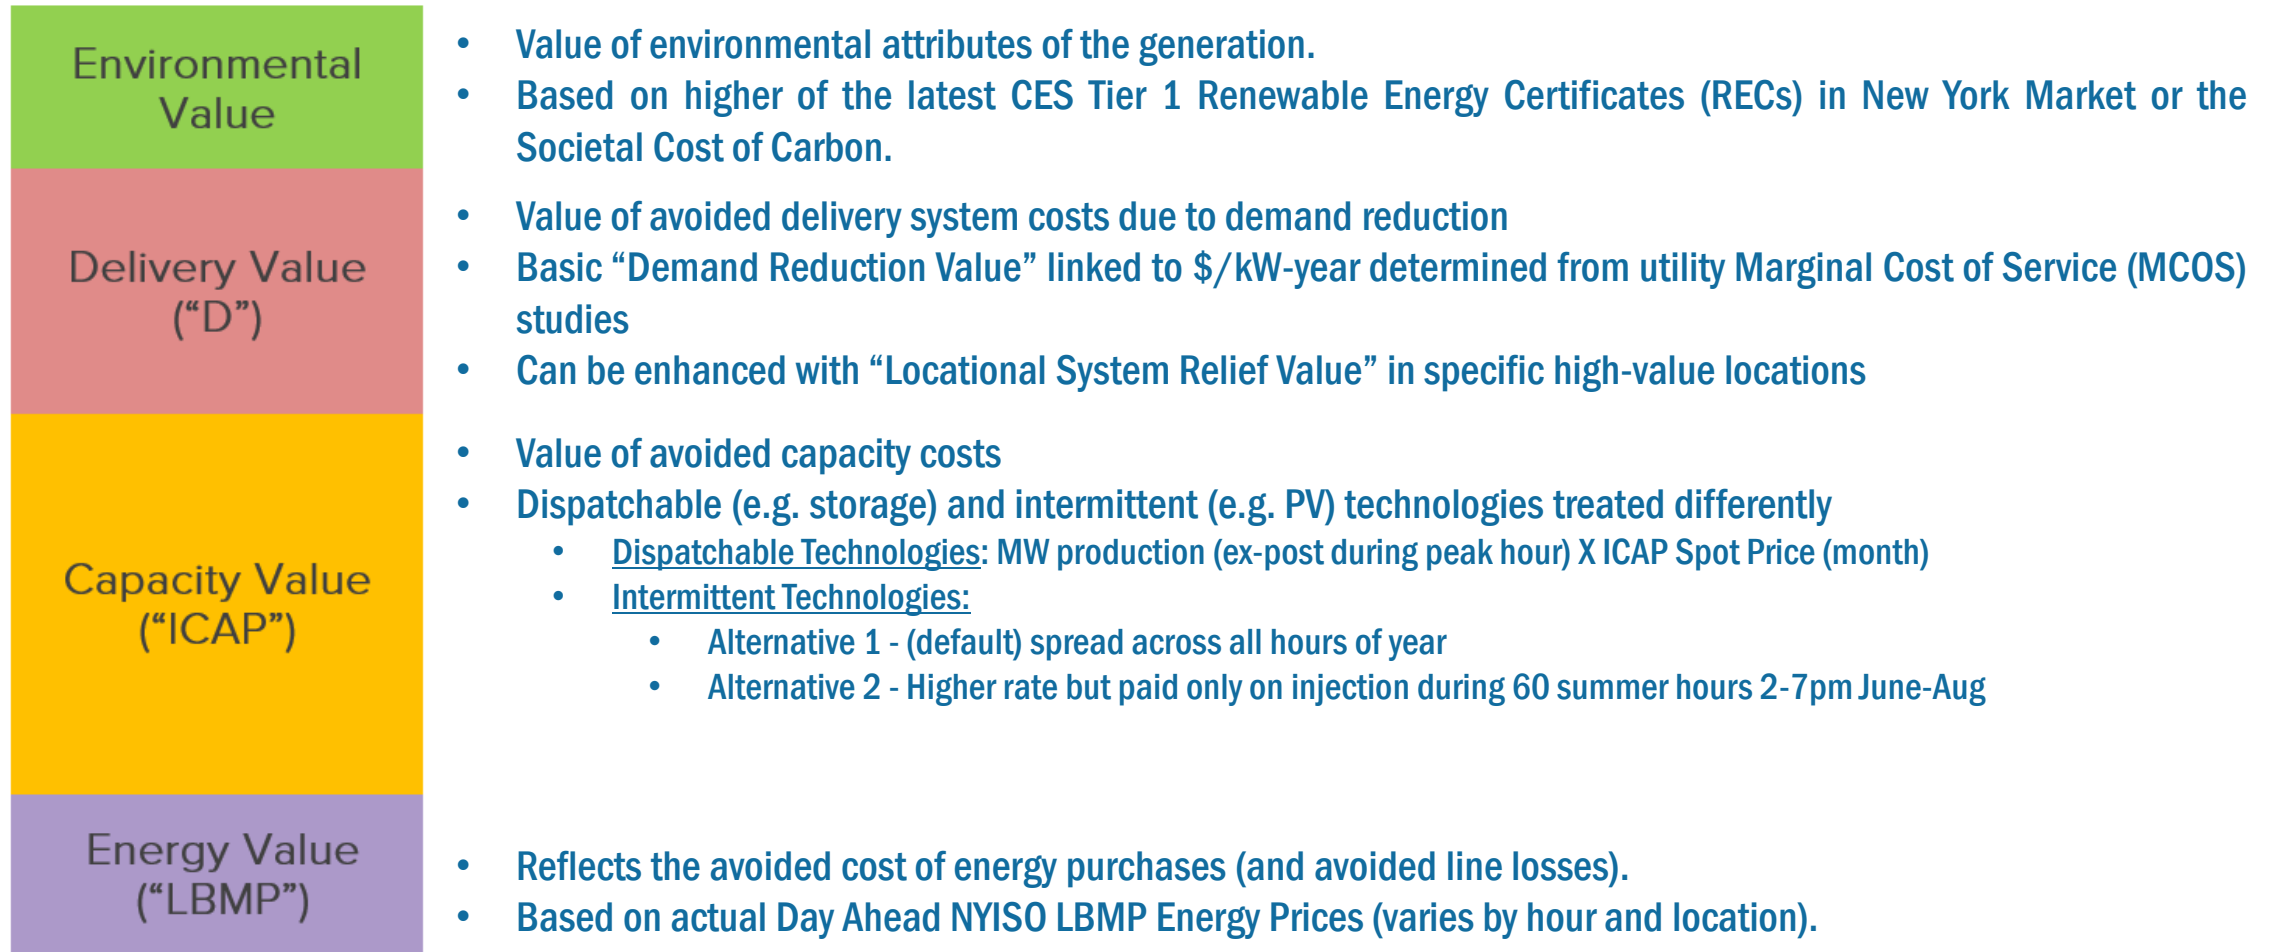 Environmental
Value
• Value of environmental attributes of the generation.
• Based on higher of the latest CES Tier 1 Renewable Energy Certificates (RECs) in New York Market or the
Societal Cost of Carbon.
Delivery Value
(“D”)
• Value of avoided delivery system costs due to demand reduction
• Basic “Demand Reduction Value” linked to $/kW-year determined from utility Marginal Cost of Service (MCOS)
studies
• Can be enhanced with “Locational System Relief Value” in specific high-value locations
Capacity Value
(“ICAP”)
• Value of avoided capacity costs
• Dispatchable (e.g. storage) and intermittent (e.g. PV) technologies treated differently
• Dispatchable Technologies: MW production (ex-post during peak hour) X ICAP Spot Price (month)
• Intermittent Technologies:
• Alternative 1 - (default) spread across all hours of year
• Alternative 2 - Higher rate but paid only on injection during 60 summer hours 2-7pm June-Aug
Energy Value
(“LBMP”)
• Reflects the avoided cost of energy purchases (and avoided line losses).
• Based on actual Day Ahead NYISO LBMP Energy Prices (varies by hour and location).